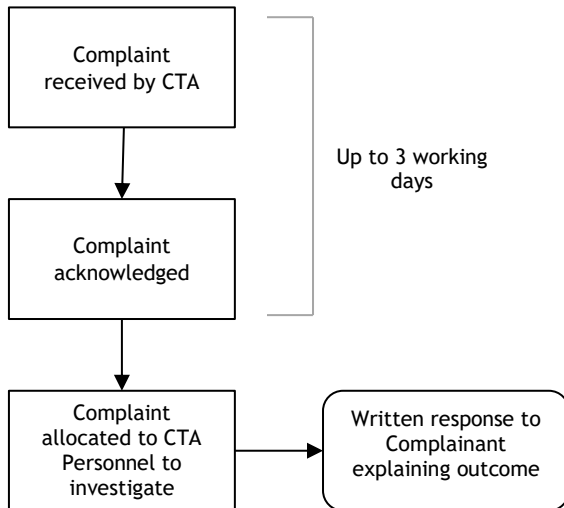 Complaint
received by CTA
Up to 3 working
days
Complaint
acknowledged
Complaint
allocated to CTA
Personnel to
investigate
Written response to
Complainant
explaining outcome